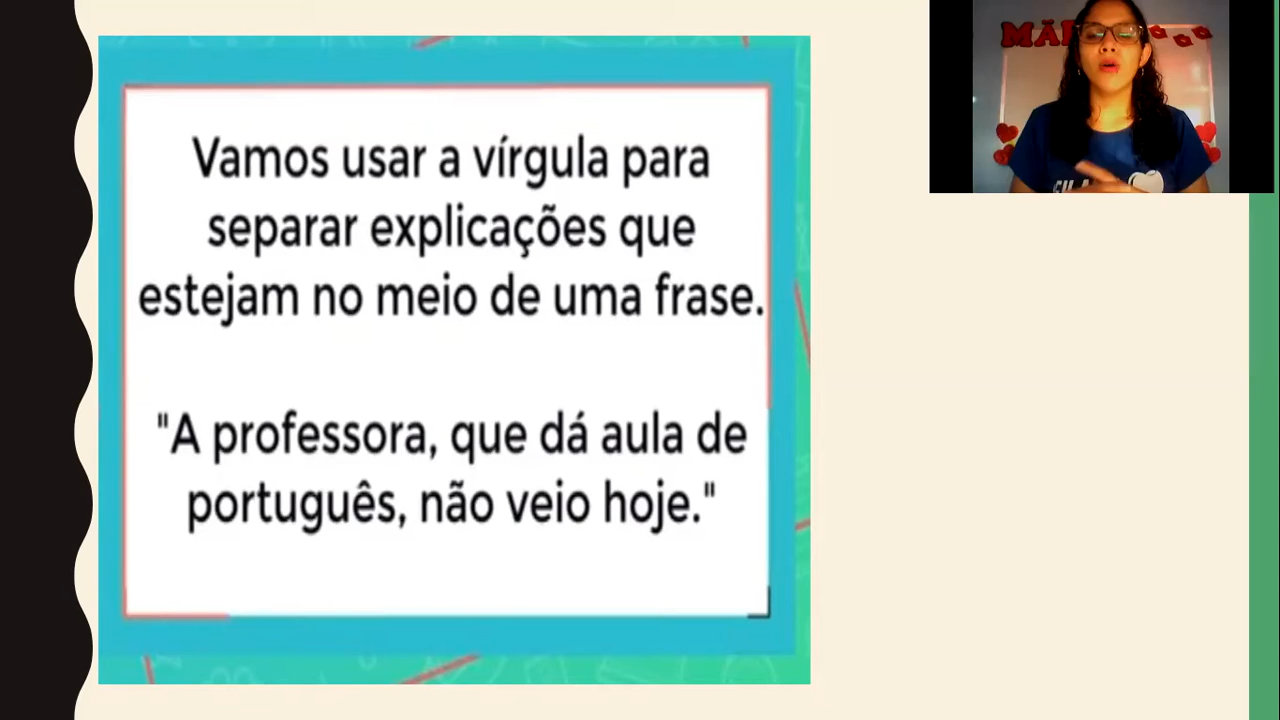 Vamos usar a vírgula para
separar explicações que
estejam no meio de uma frase.
"A professora, que dá aula de
português, não veio hoje."